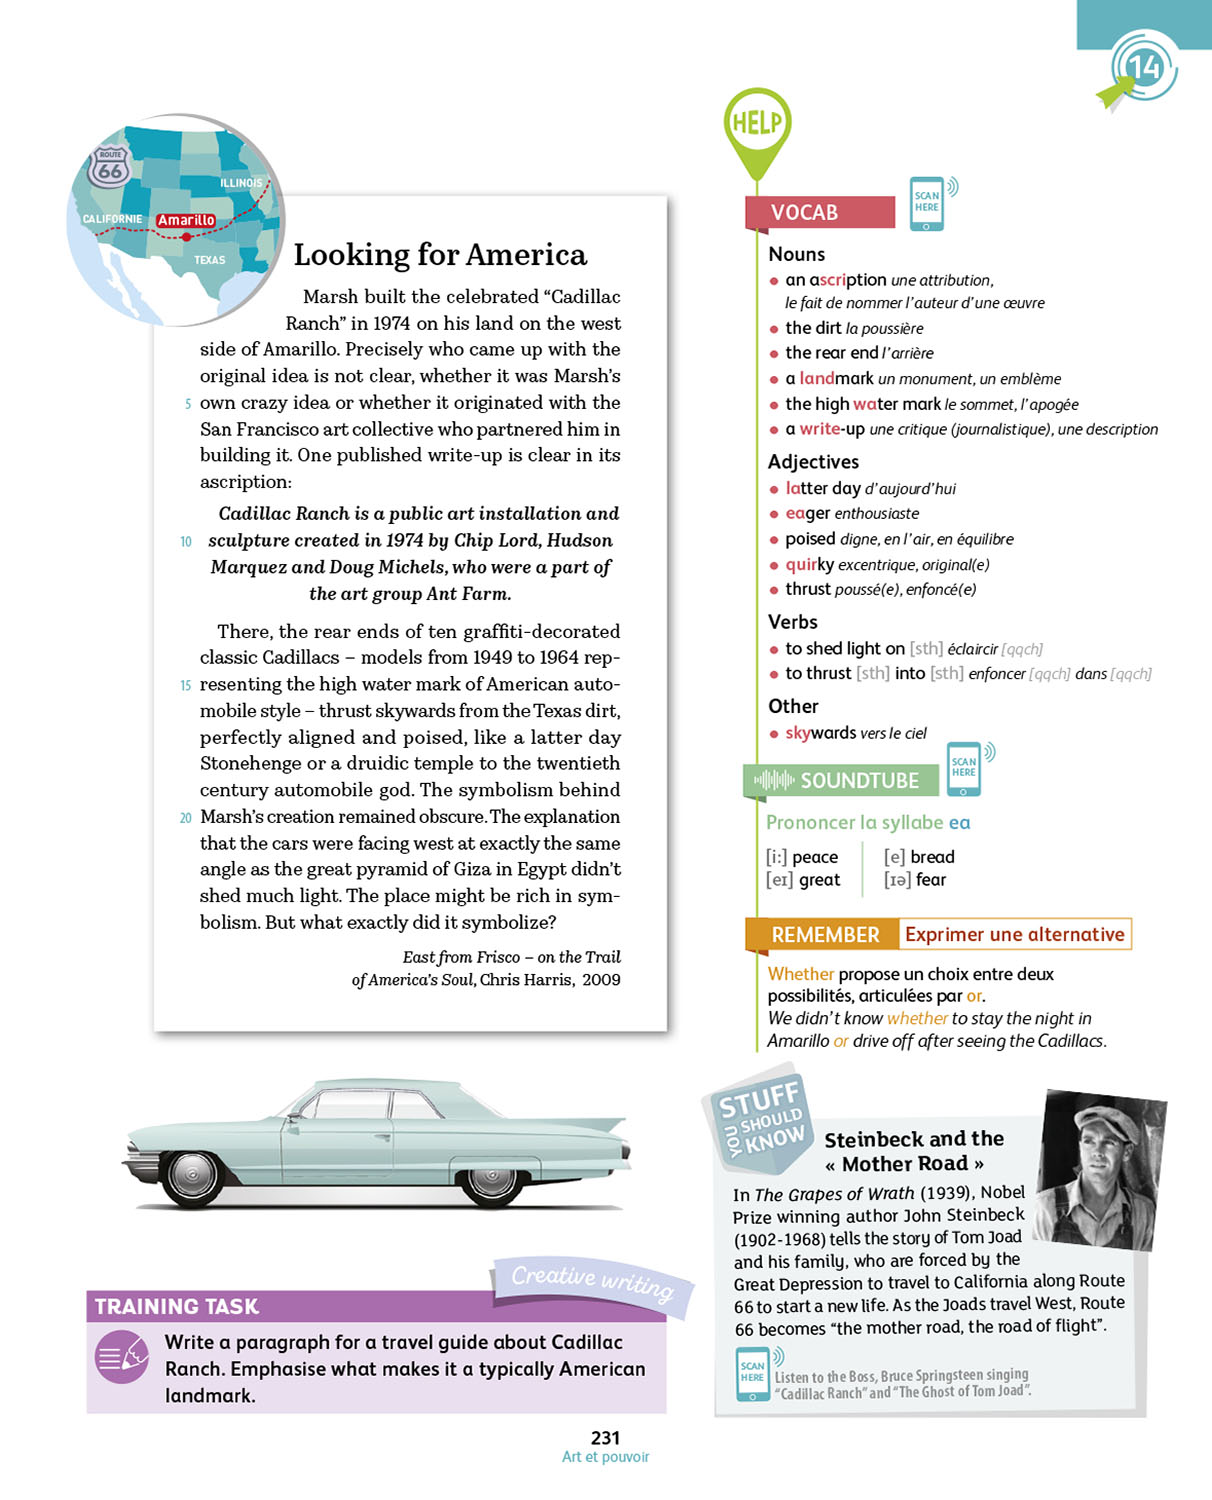 14
ROUTE
66
ILLINOIS
CALIFORNIE
Amarillo
TEXAS
Looking for America
Marsh built the celebrated “Cadillac
Ranch” in 1974 on his land on the west
side of Amarillo. Precisely who came up with the
original idea is not clear, whether it was Marsh’s
5 own crazy idea or whether it originated with the
San Francisco art collective who partnered him in
building it. One published write-up is clear in its
ascription:
Cadillac Ranch is a public art installation and
10 sculpture created in 1974 by Chip Lord, Hudson
Marquez and Doug Michels, who were a part of
the art group Ant Farm.
There, the rear ends of ten graffiti-decorated
classic Cadillacs – models from 1949 to 1964 rep-
15 resenting the high water mark of American auto-
mobile style – thrust skywards from the Texas dirt,
perfectly aligned and poised, like a latter day
Stonehenge or a druidic temple to the twentieth
century automobile god. The symbolism behind
20 Marsh’s creation remained obscure. The explanation
that the cars were facing west at exactly the same
angle as the great pyramid of Giza in Egypt didn’t
shed much light. The place might be rich in sym-
bolism. But what exactly did it symbolize?
East from Frisco – on the Trail
of America’s Soul, Chris Harris, 2009
Creative writing
TRAINING TASK
Write a paragraph for a travel guide about Cadillac
Ranch. Emphasise what makes it a typically American
landmark.
HELP
VOCAB
SCAN
HERE
Nouns
• an ascription une attribution,
le fait de nommer l’auteur d’une œuvre
• the dirt la poussière
• the rear end l’arrière
• a landmark un monument, un emblème
• the high water mark le sommet, l’apogée
• a write-up une critique (journalistique), une description
Adjectives
• latter day d’aujourd’hui
• eager enthousiaste
• poised digne, en l’air, en équilibre
• quirky excentrique, original(e)
• thrust poussé(e), enfoncé(e)
Verbs
• to shed light on [sth] éclaircir [qqch]
• to thrust [sth] into [sth] enfoncer [qqch] dans [qqch]
Other
• skywards vers le ciel
SOUNDTUBE
SCAN
HERE
Prononcer la syllabe ea
[i:] peace [e] bread
[eɪ] great [ɪə] fear
REMEMBER Exprimer une alternative
Whether propose un choix entre deux
possibilités, articulées par or.
We didn’t know whether to stay the night in
Amarillo or drive off after seeing the Cadillacs.
STUFF
YOU SHOULD
KNOW
Steinbeck and the
« Mother Road »
In The Grapes of Wrath (1939), Nobel
Prize winning author John Steinbeck
(1902-1968) tells the story of Tom Joad
and his family, who are forced by the
Great Depression to travel to California along Route
66 to start a new life. As the Joads travel West, Route
66 becomes “the mother road, the road of flight”.
SCAN
HERE
Listen to the Boss, Bruce Springsteen singing
“Cadillac Ranch” and “The Ghost of Tom Joad”.
231
Art et pouvoir